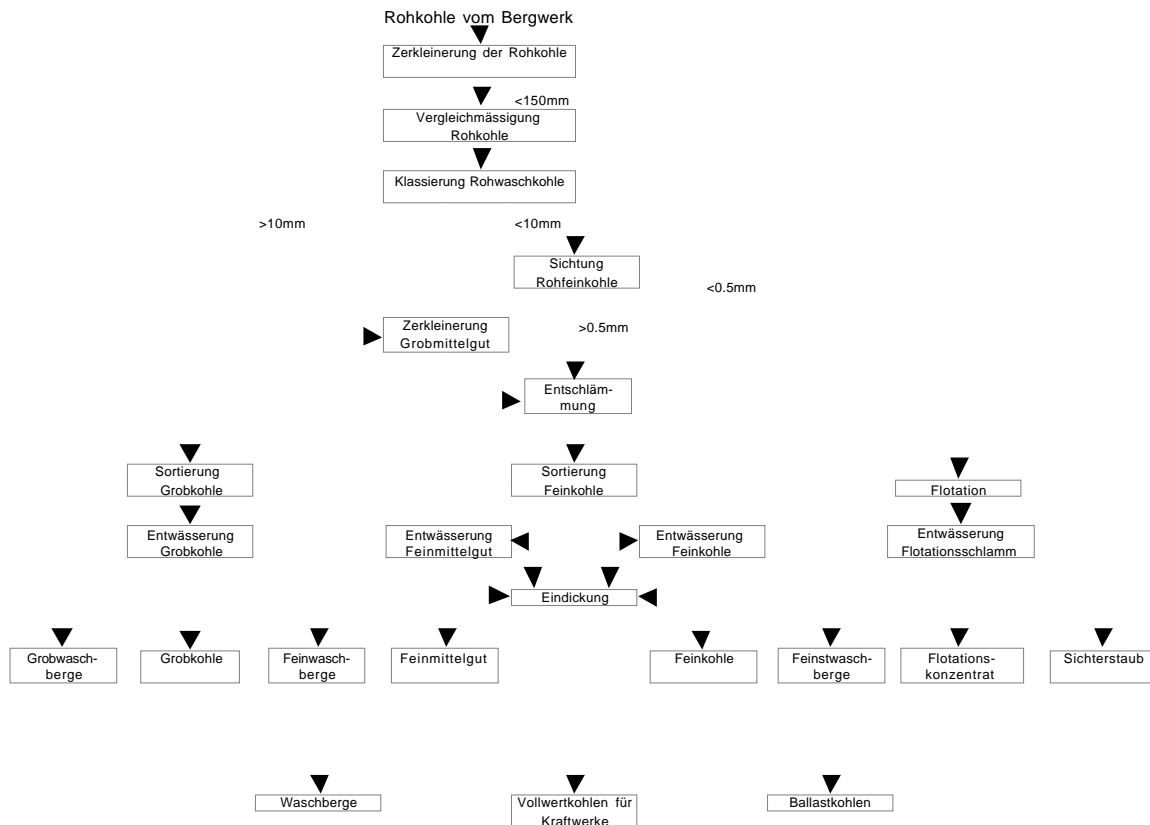 Rohkohle vom Bergwerk
Zerkleinerung der Rohkohle
<150mm
Vergleichmässigung
Rohkohle
Klassierung Rohwaschkohle
>10mm
<10mm
Sichtung
Rohfeinkohle
<0.5mm
Zerkleinerung
Grobmittelgut
>0.5mm
Entschläm-
mung
Sortierung
Grobkohle
Sortierung
Feinkohle
Flotation
Entwässerung
Grobkohle
Entwässerung
Feinmittelgut
Entwässerung
Feinkohle
Entwässerung
Flotationsschlamm
Eindickung
Grobwasch-
berge
Grobkohle
Feinwasch-
berge
Feinmittelgut
Feinkohle
Feinstwasch-
berge
Flotations-
konzentrat
Sichterstaub
Waschberge
Vollwertkohlen für
Kraftwerke
Ballastkohlen